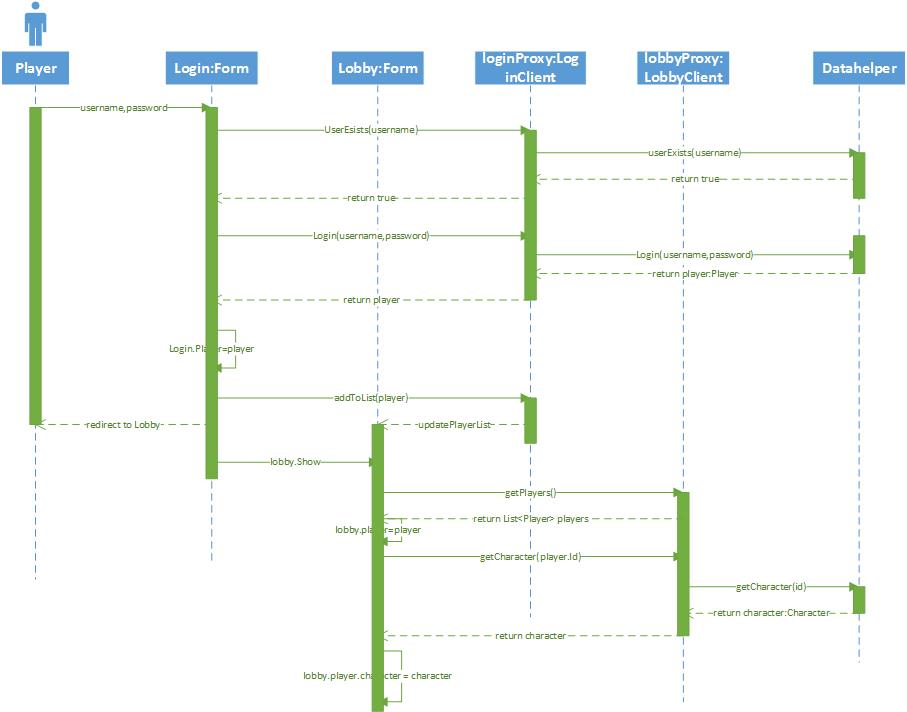 Player
Login:Form
Lobby:Form
loginProxy:Log
inClient
lobbyProxy:
LobbyClient
Datahelper
username,password
UserEsists(username)
userExists(username)
return true
return true
Login(username,password)
Login(username,password)
return player:Player
return player
Login.Player=player
addToList(player)
redirect to Lobby
updatePlayerList
lobby.Show
getPlayers()
return List<Player> players
lobby.player=player
getCharacter(player.Id)
getCharacter(id)
return character:Character
return character
lobby.player.character = character